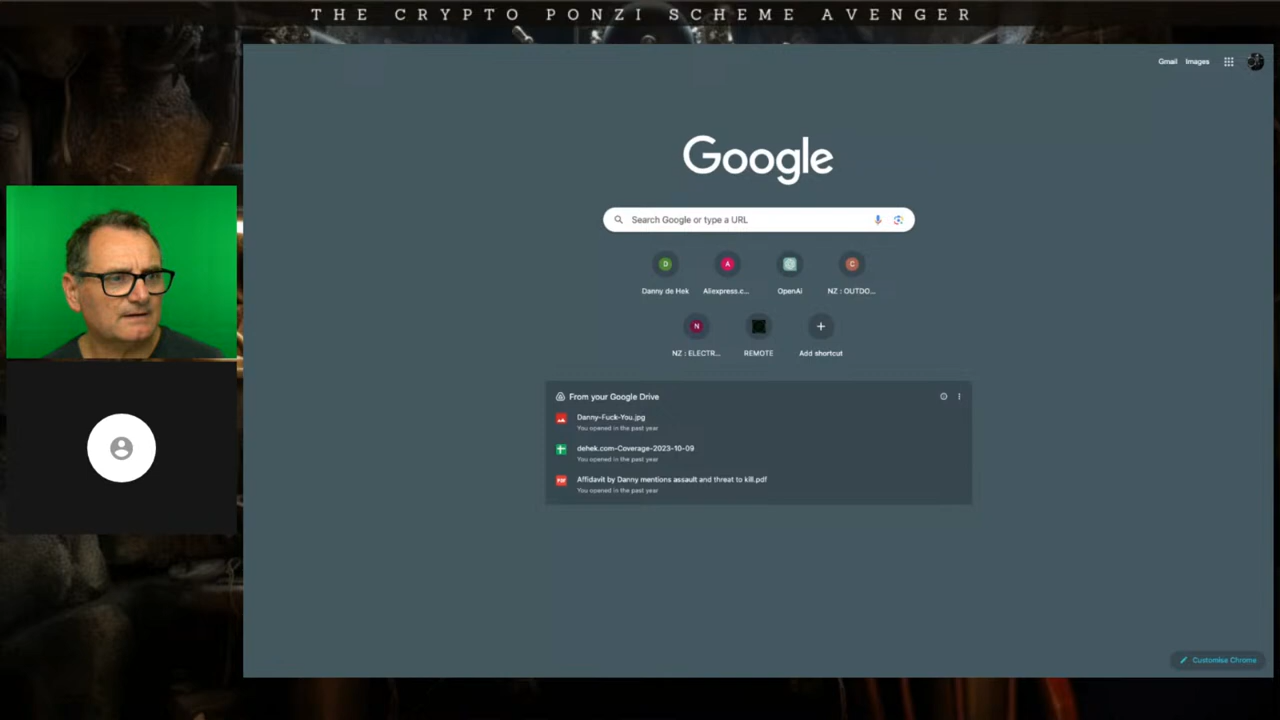 THE CRYPTO PONZI SCHEME AVENGER
Gmail Images
Google
Search Google or type a URL
D A C
Danny de Hek Aliexpress.c... OpenAI NZ : OUTDO...
N
NZ : ELECTR... REMOTE Add shortcut
From your Google Drive
Danny-Fuck-You.jpg
You opened in the past year
dehek.com-Coverage-2023-10-09
You opened in the past year
PDF Affidavit by Danny mentions assault and threat to kill.pdf
You opened in the past year
Customise Chrome